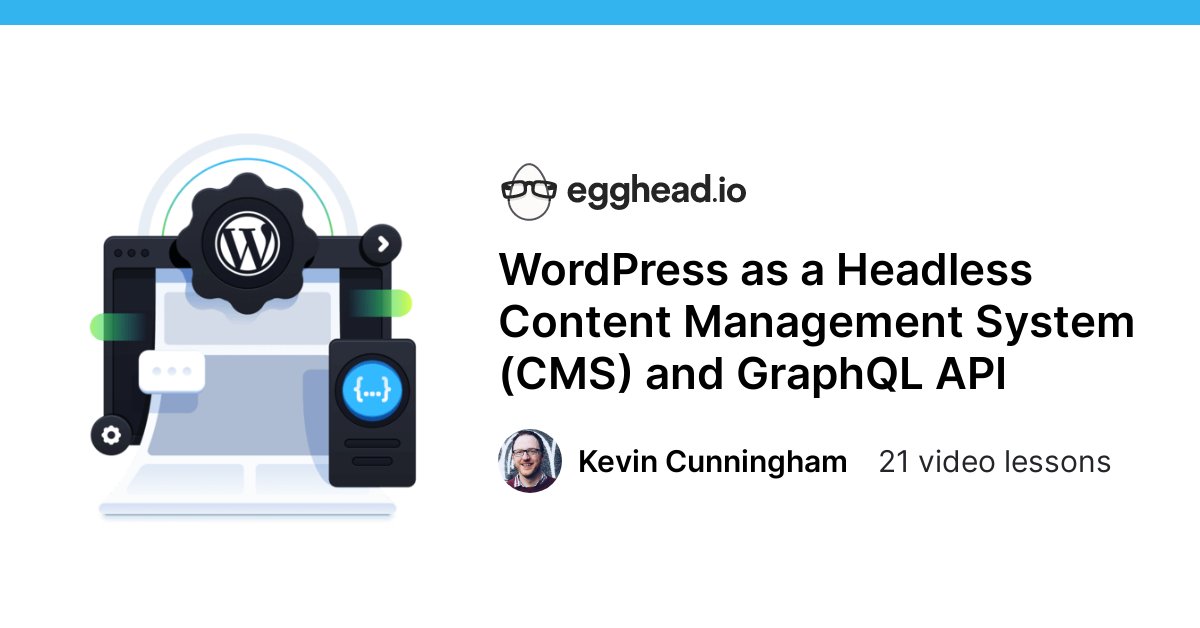 egghead.io
WordPress as a Headless
Content Management System
(CMS) and GraphQL API
Kevin Cunningham 21 video lessons
W
{...}